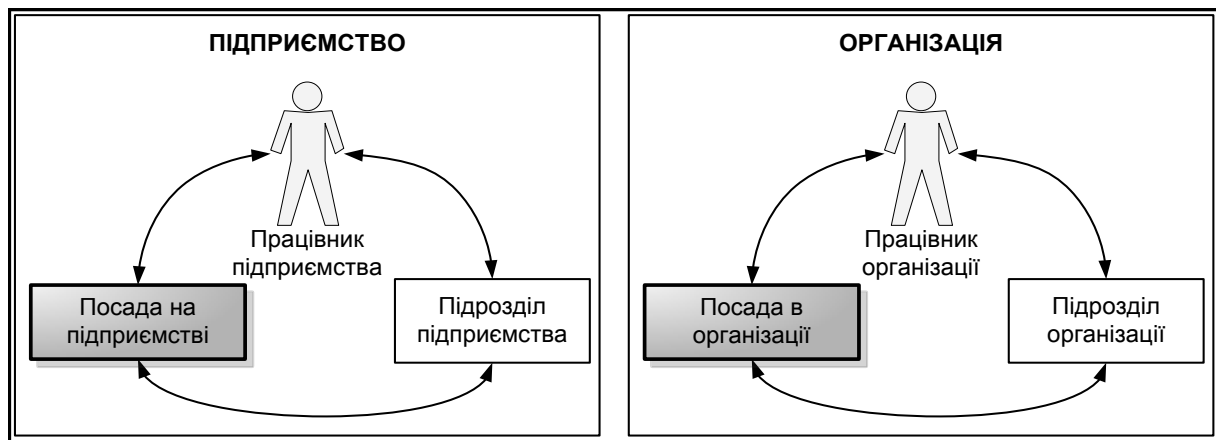 ПІДПРИЄМСТВО
Працівник
підприємства
Посада на
підприємстві
Підрозділ
підприємства
ОРГАНІЗАЦІЯ
Працівник
організації
Посада в
організації
Підрозділ
організації